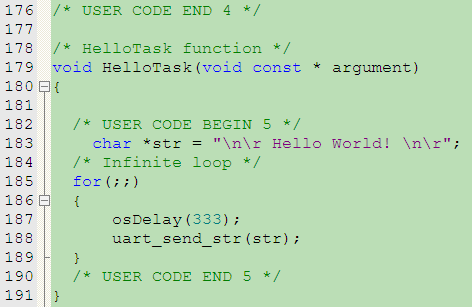 176 /* USER CODE END 4 */
177
178 /* HelloTask function */
179 void HelloTask(void const * argument)
180 {
181
182 /* USER CODE BEGIN 5 */
183 char *str = "\n\r Hello World! \n\r";
184 /* Infinite loop */
185 for(;;)
186 {
187 osDelay(333);
188 uart_send_str(str);
189 }
190 /* USER CODE END 5 */
191 }